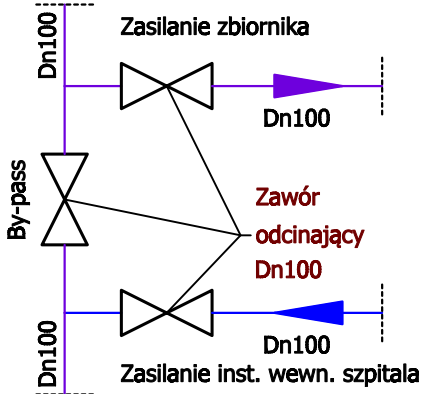 Dn100
Zasilanie zbiornika
Dn100
By-pass
Zawór
odcinający
Dn100
Dn100
Dn100
Zasilanie inst. wewn. szpitala